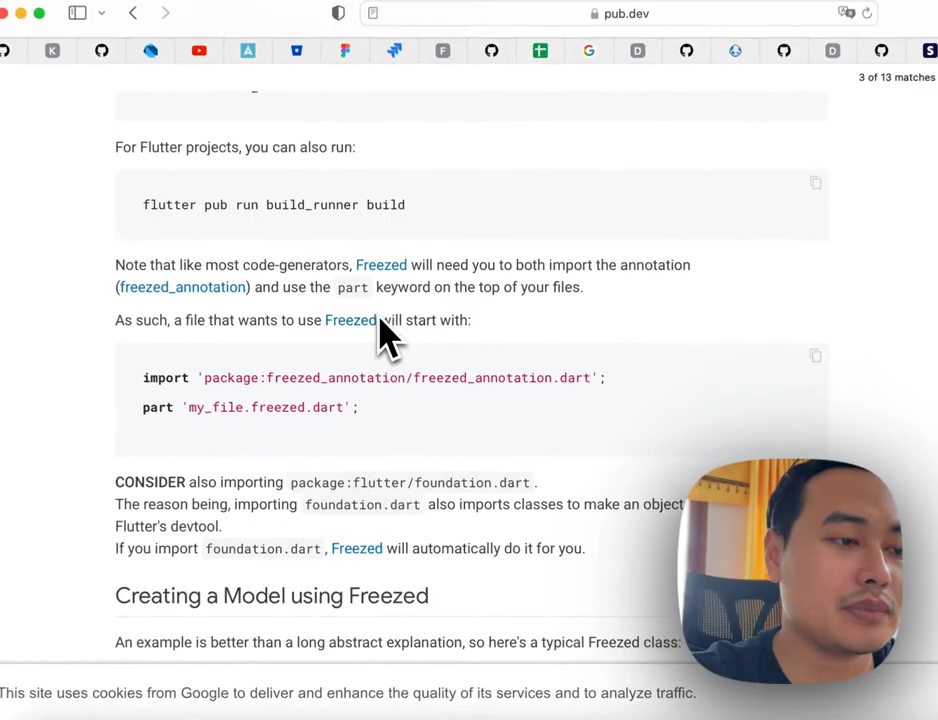 pub.dev
K
A
F
G
D
D
S
3 of 13 matches
For Flutter projects, you can also run:
flutter pub run build_runner build
Note that like most code-generators, Freezed will need you to both import the annotation
(freezed_annotation) and use the part keyword on the top of your files.
As such, a file that wants to use Freezed will start with:
import 'package:freezed_annotation/freezed_annotation.dart';
part 'my_file.freezed.dart';
CONSIDER also importing package:flutter/foundation.dart.
The reason being, importing foundation.dart also imports classes to make an object
Flutter's devtool.
If you import foundation.dart, Freezed will automatically do it for you.
Creating a Model using Freezed
An example is better than a long abstract explanation, so here's a typical Freezed class:
This site uses cookies from Google to deliver and enhance the quality of its services and to analyze traffic.